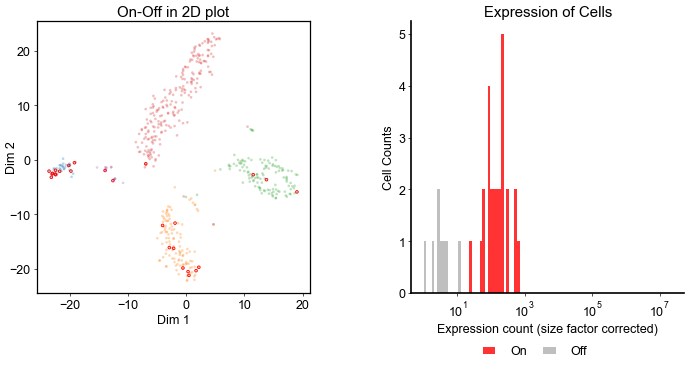 On-Off in 2D plot
Dim 2
20
10
0
−10
−20
−20 −10 0 10 20
Dim 1
Expression of Cells
Cell Counts
5
4
3
2
1
0
10^1 10^3 10^5 10^7
Expression count (size factor corrected)
On Off